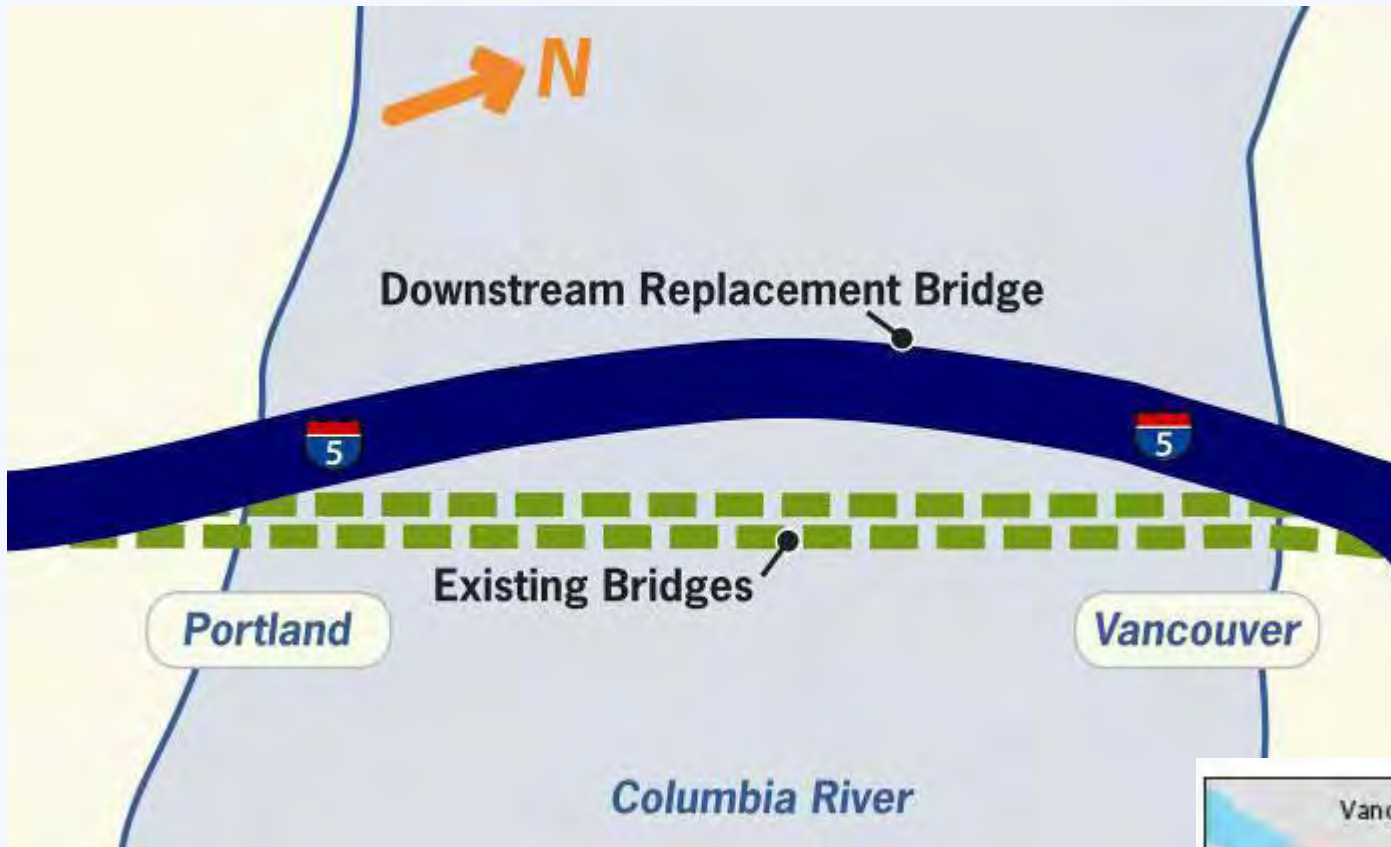 N
Downstream Replacement Bridge
5
5
Existing Bridges
Portland
Vancouver
Columbia River